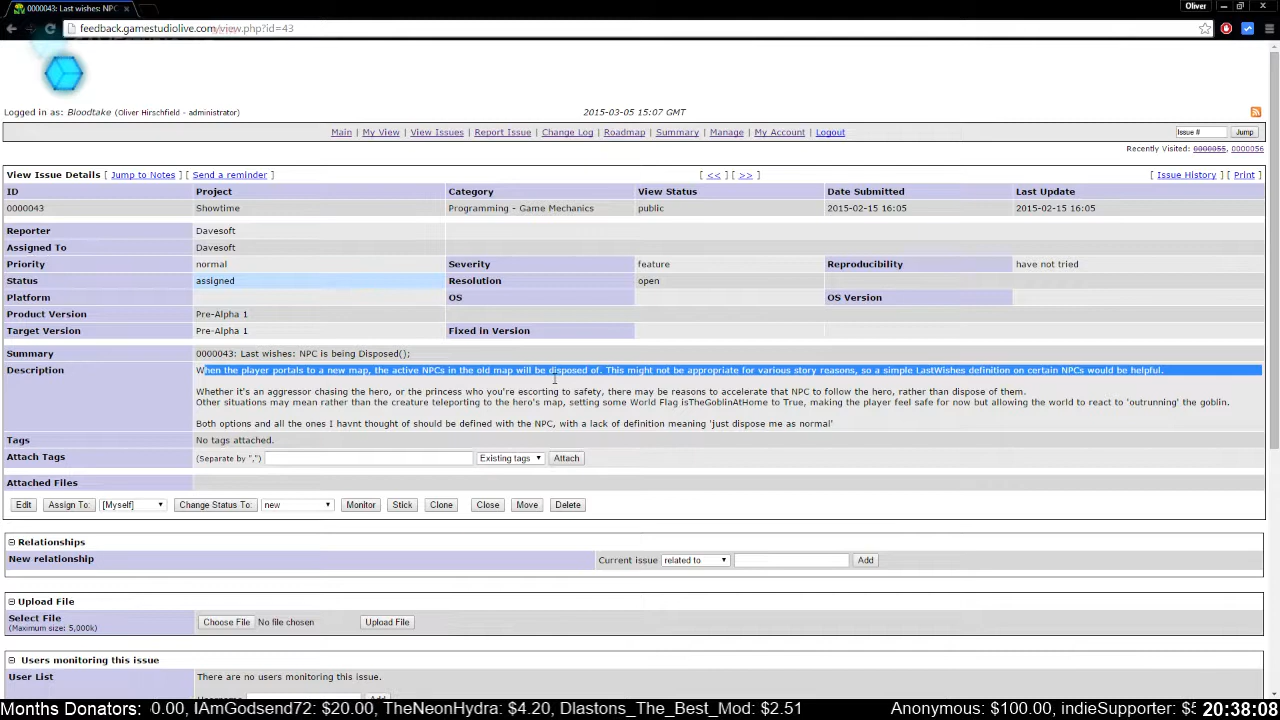 0000043: Last wishes: NPC
Oliver
feedback.gamestudiolive.com/view.php?id=43
Logged in as: Bloodtake (Oliver Hirschfield - administrator)
2015-03-05 15:07 GMT
Main | My View | View Issues | Report Issue | Change Log | Roadmap | Summary | Manage | My Account | Logout
Issue # Jump
Recently Visited: 0000055, 0000056
View Issue Details [ Jump to Notes ] [ Send a reminder ] [ << ] [ >> ] [ Issue History ] [ Print ]
ID Project Category View Status Date Submitted Last Update
0000043 Showtime Programming - Game Mechanics public 2015-02-15 16:05 2015-02-15 16:05
Reporter Davesoft
Assigned To Davesoft
Priority normal Severity feature Reproducibility have not tried
Status assigned Resolution open
Platform OS OS Version
Product Version Pre-Alpha 1
Target Version Pre-Alpha 1 Fixed in Version
Summary 0000043: Last wishes: NPC is being Disposed();
Description When the player portals to a new map, the active NPCs in the old map will be disposed of. This might not be appropriate for various story reasons, so a simple LastWishes definition on certain NPCs would be helpful.
Whether it's an aggressor chasing the hero, or the princess who you're escorting to safety, there may be reasons to accelerate that NPC to follow the hero, rather than dispose of them.
Other situations may mean rather than the creature teleporting to the hero's map, setting some World Flag isTheGoblinAtHome to True, making the player feel safe for now but allowing the world to react to 'outrunning' the goblin.
Both options and all the ones I havnt thought of should be defined with the NPC, with a lack of definition meaning 'just dispose me as normal'
Tags No tags attached.
Attach Tags (Separate by ",") Existing tags Attach
Attached Files
Edit Assign To: [Myself] Change Status To: new Monitor Stick Clone Close Move Delete
Relationships
New relationship Current issue related to Add
Upload File
Select File Choose File No file chosen Upload File
(Maximum size: 5,000k)
Users monitoring this issue
User List There are no users monitoring this issue.
Username Add
Months Donators: 0.00, IAmGodsend72: $20.00, TheNeonHydra: $4.20, Dlastons_The_Best_Mod: $2.51 Anonymous: $100.00, indieSupporter: $5 20:38:08